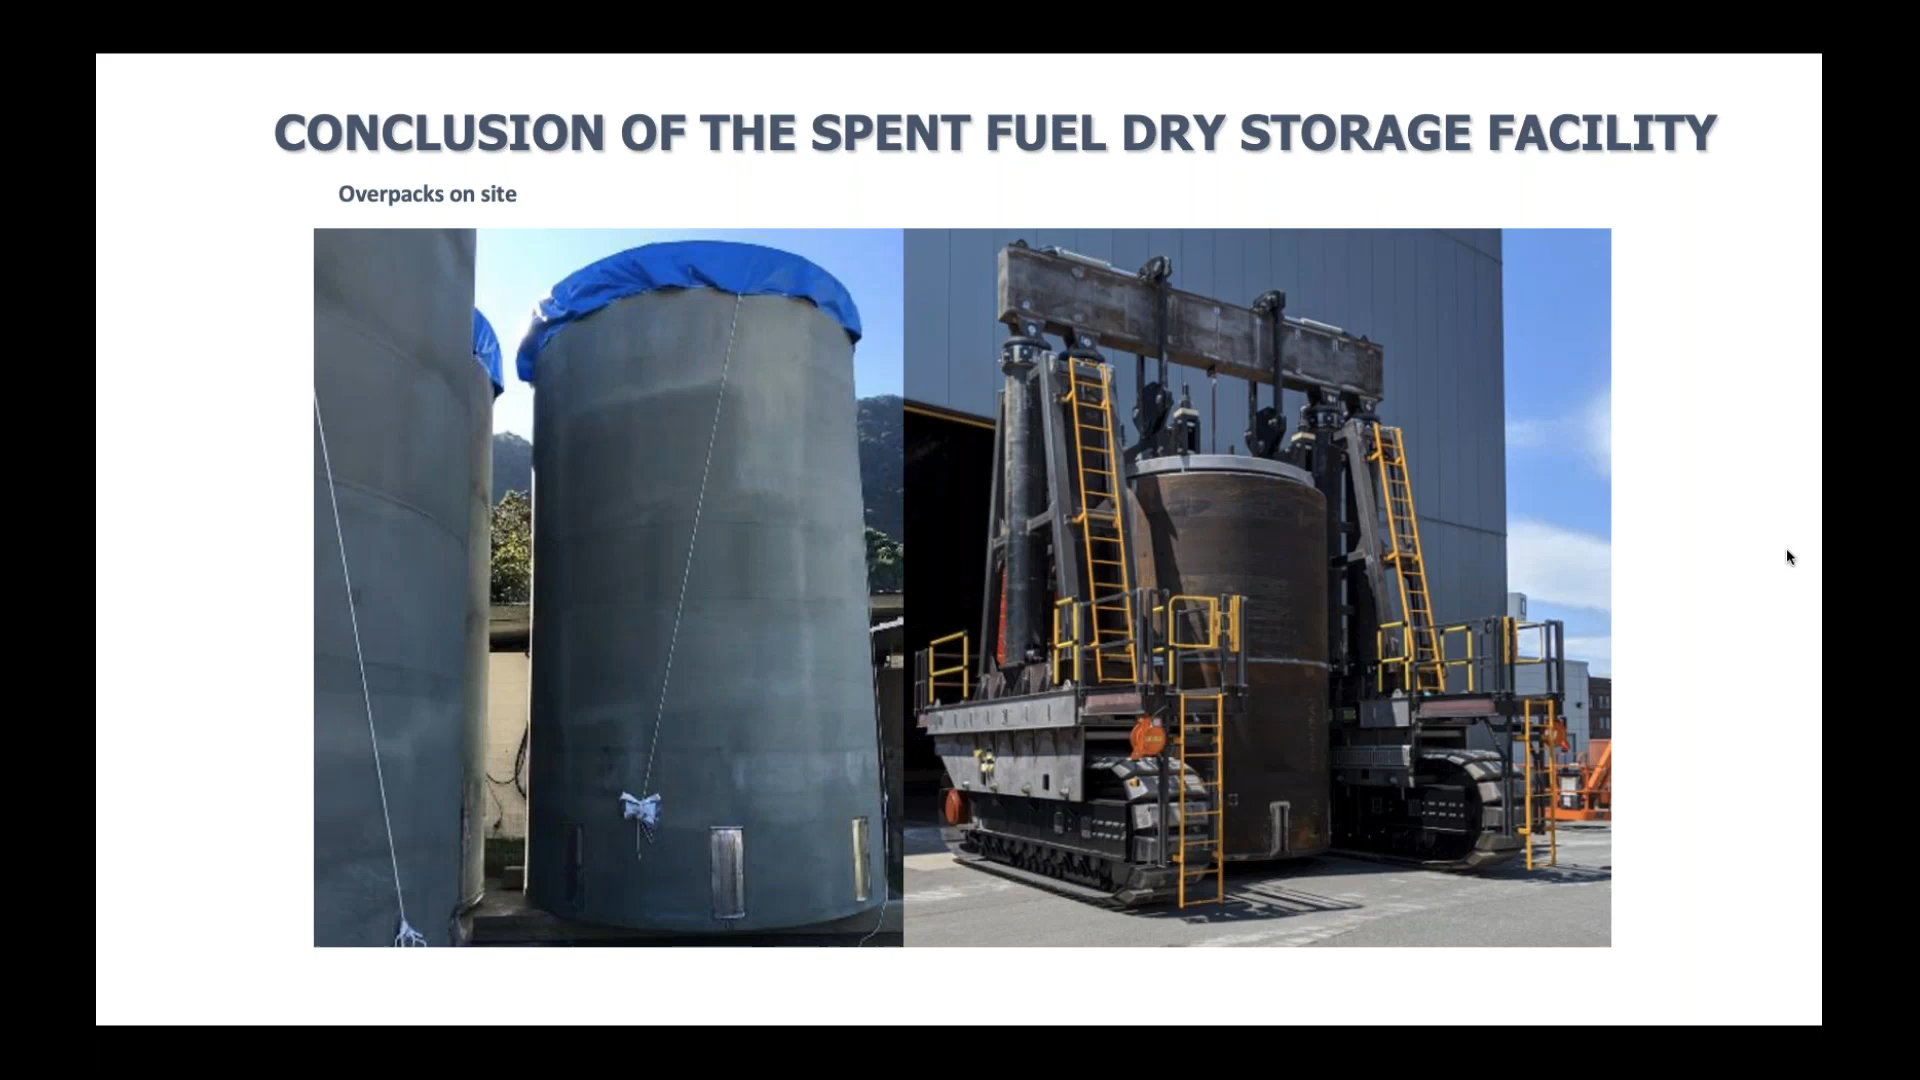 CONCLUSION OF THE SPENT FUEL DRY STORAGE FACILITY
Overpacks on site